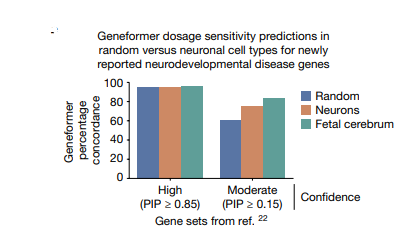 Geneformer dosage sensitivity predictions in
random versus neuronal cell types for newly
reported neurodevelopmental disease genes
Geneformer
percentage
concordance
100
80
60
40
20
0
Random
Neurons
Fetal cerebrum
High
(PIP ≥ 0.85)
Moderate
(PIP ≥ 0.15)
Confidence
Gene sets from ref. 22